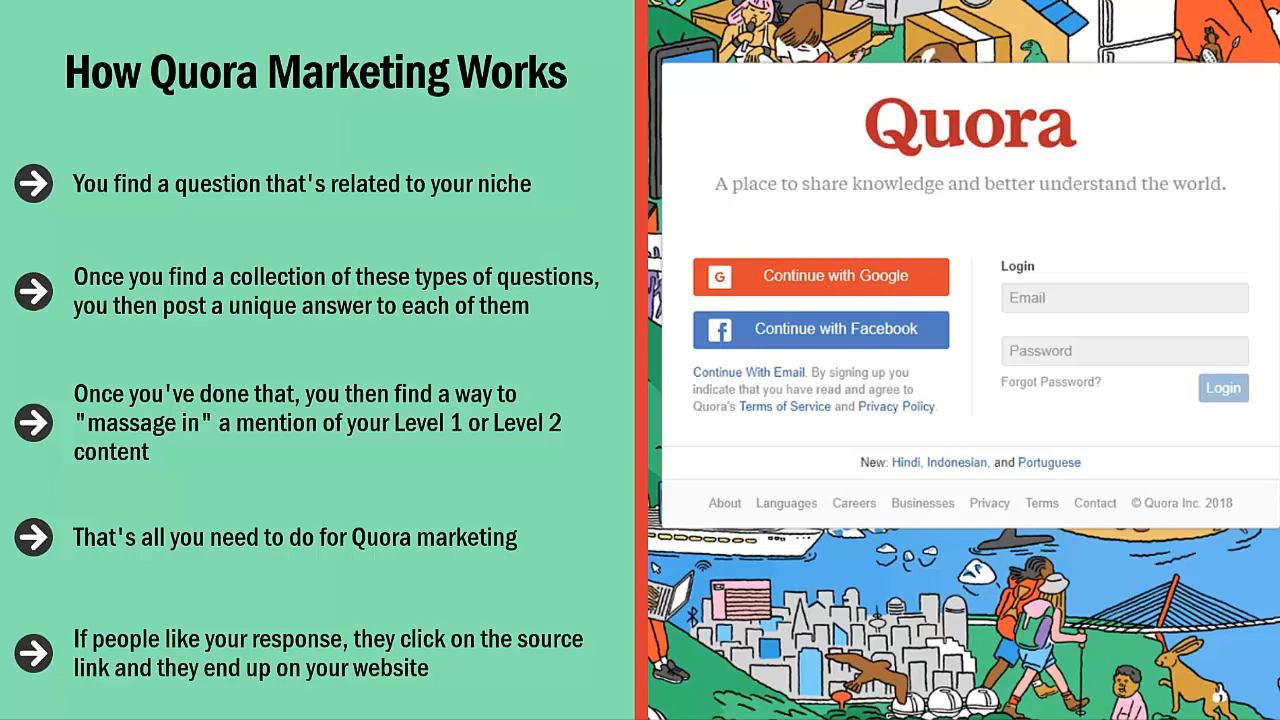 How Quora Marketing Works
You find a question that's related to your niche
Once you find a collection of these types of questions,
you then post a unique answer to each of them
Once you've done that, you then find a way to
"massage in" a mention of your Level 1 or Level 2
content
That's all you need to do for Quora marketing
If people like your response, they click on the source
link and they end up on your website
Quora
A place to share knowledge and better understand the world.
G Continue with Google
f Continue with Facebook
Continue With Email. By signing up you
indicate that you have read and agree to
Quora's Terms of Service and Privacy Policy.
Login
Email
Password
Forgot Password?
Login
New: Hindi, Indonesian, and Portuguese
About Languages Careers Businesses Privacy Terms Contact © Quora Inc. 2018